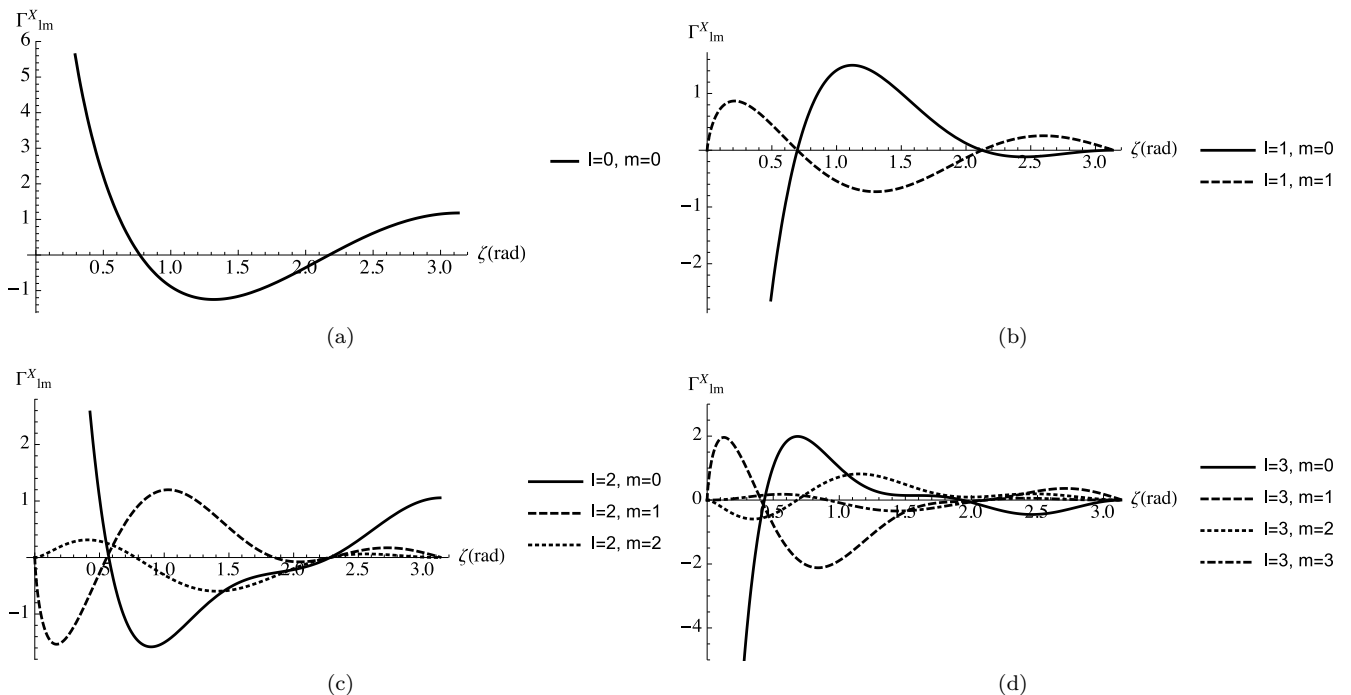 Γ^X_lm
6
5
4
3
2
1
−1
0.5 1.0 1.5 2.0 2.5 3.0
ζ(rad)
l=0, m=0
(a)
Γ^X_lm
1
−1
−2
0.5 1.0 1.5 2.0 2.5 3.0
ζ(rad)
l=1, m=0
l=1, m=1
(b)
Γ^X_lm
2
1
0
−1
0.5 1.0 1.5 2.0 2.5 3.0
ζ(rad)
l=2, m=0
l=2, m=1
l=2, m=2
(c)
Γ^X_lm
2
0
−2
−4
0.5 1.0 1.5 2.0 2.5 3.0
ζ(rad)
l=3, m=0
l=3, m=1
l=3, m=2
l=3, m=3
(d)